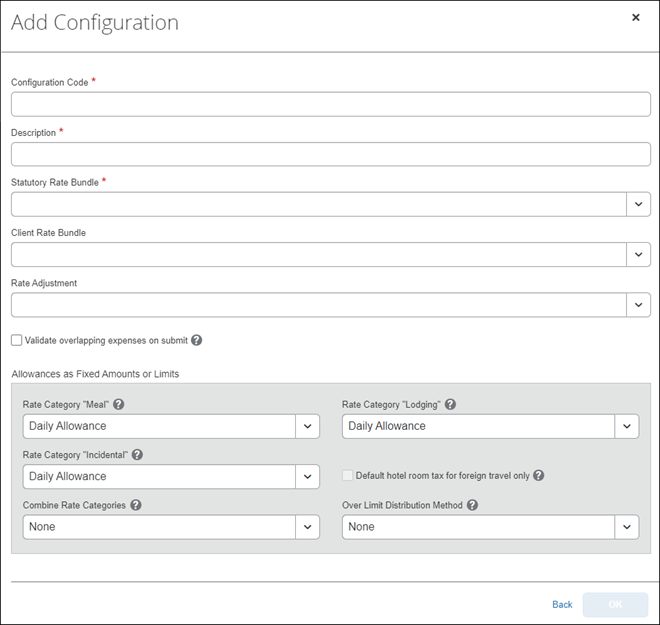 Add Configuration
Configuration Code *
Description *
Statutory Rate Bundle *
Client Rate Bundle
Rate Adjustment
Validate overlapping expenses on submit ?
Allowances as Fixed Amounts or Limits
Rate Category "Meal" ?
Rate Category "Lodging" ?
Daily Allowance
Daily Allowance
Rate Category "Incidental" ?
Daily Allowance
Default hotel room tax for foreign travel only ?
Combine Rate Categories ?
Over Limit Distribution Method ?
None
None
Back
OK